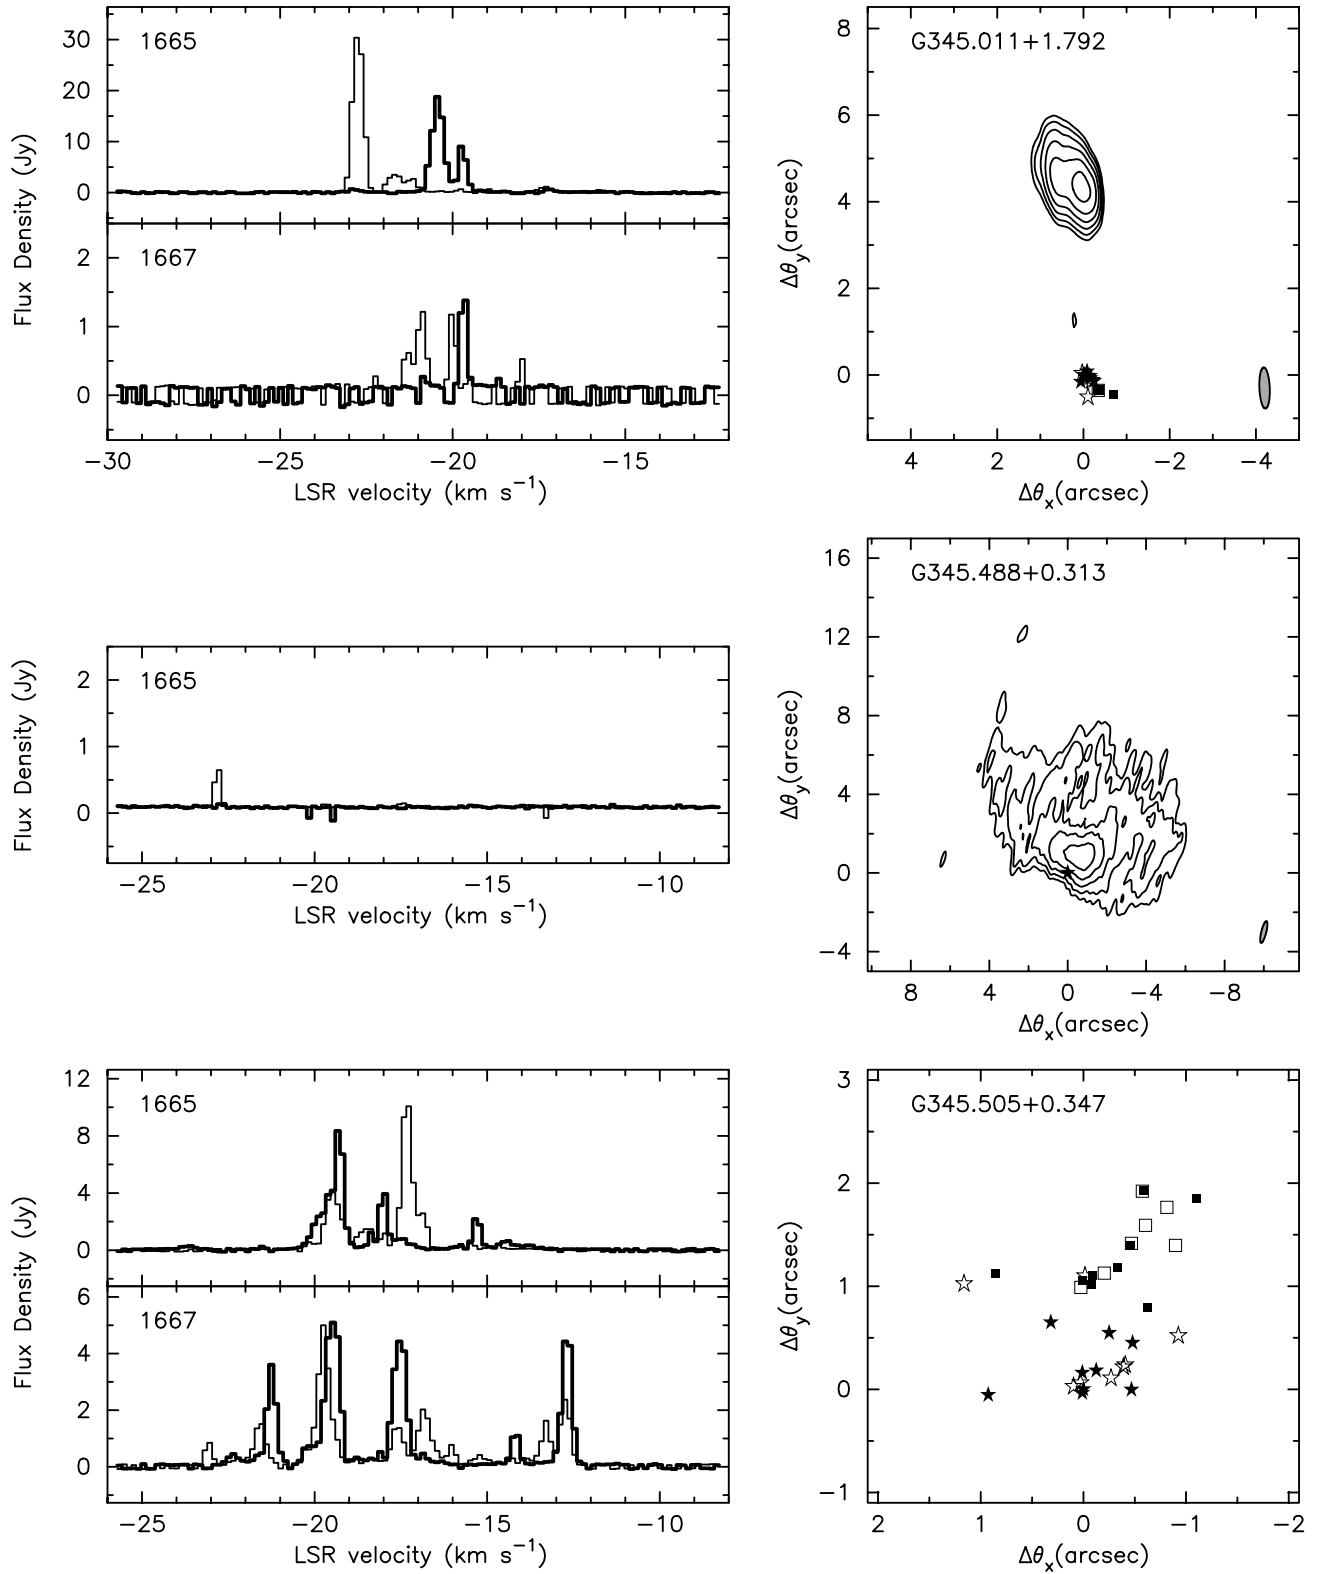 30
20
10
0
1665
Flux Density (Jy)
2
1
0
1667
−30 −25 −20 −15
LSR velocity (km s−1)
8
6
4
2
0
G345.011+1.792
Δθy(arcsec)
4 2 0 −2 −4
Δθx(arcsec)
2
1
0
1665
Flux Density (Jy)
−25 −20 −15 −10
LSR velocity (km s−1)
16
12
8
4
0
−4
G345.488+0.313
Δθy(arcsec)
8 4 0 −4 −8
Δθx(arcsec)
12
8
4
0
1665
Flux Density (Jy)
6
4
2
0
1667
−25 −20 −15 −10
LSR velocity (km s−1)
3
2
1
0
−1
G345.505+0.347
Δθy(arcsec)
2 1 0 −1 −2
Δθx(arcsec)